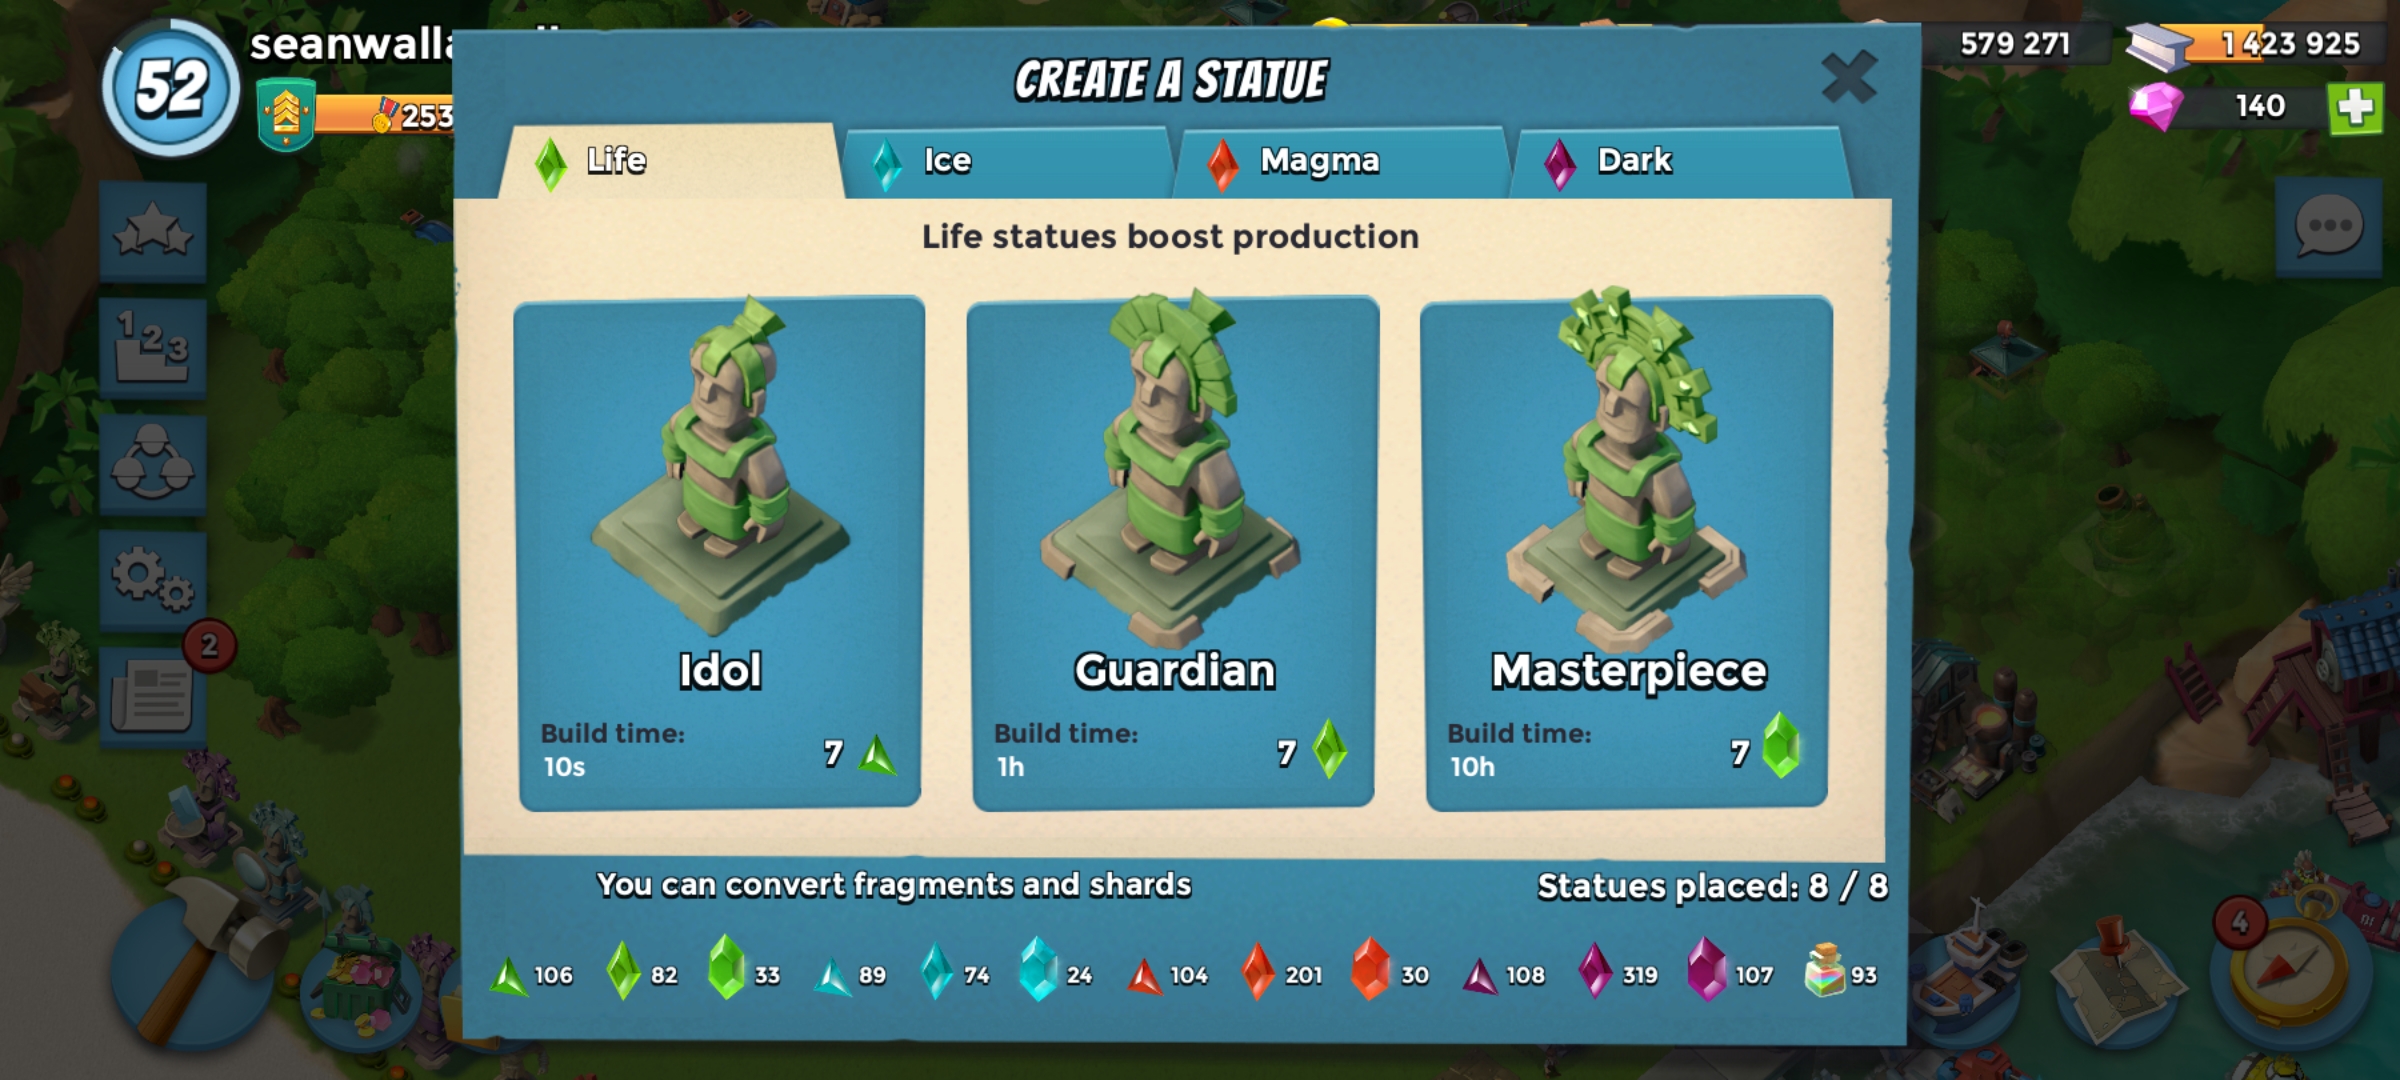 52
253
579 271
1 423 925
140
CREATE A STATUE
Life
Ice
Magma
Dark
Life statues boost production
1 2 3
2
Idol
Build time:
10s
7
Guardian
Build time:
1h
7
Masterpiece
Build time:
10h
7
You can convert fragments and shards
Statues placed: 8 / 8
4
106 82 33 89 74 24 104 201 30 108 319 107 93